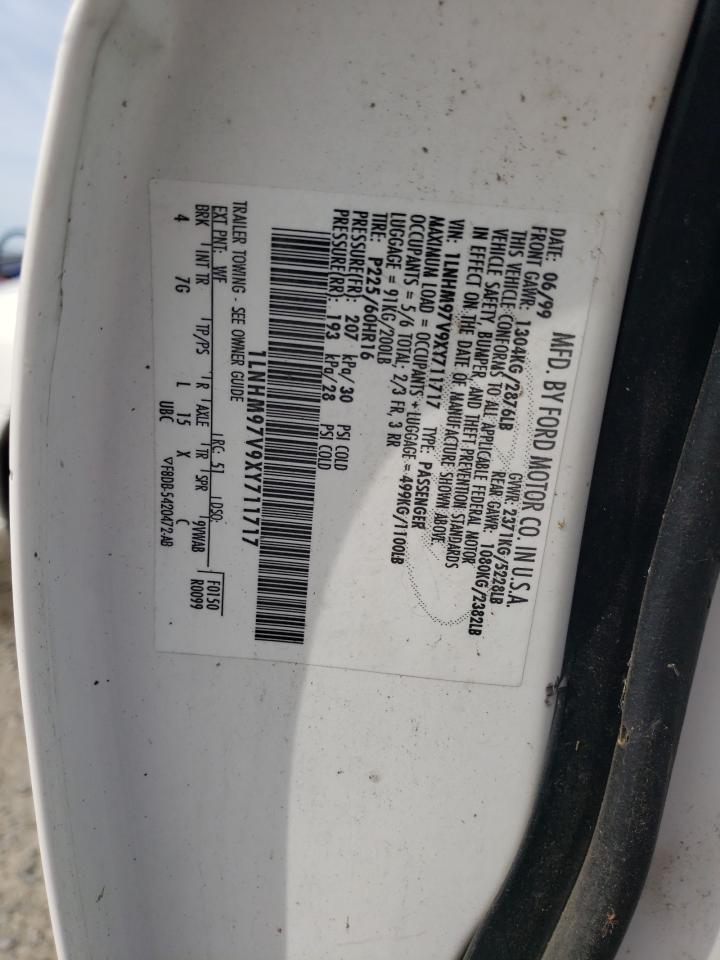 DATE: 06/99 MFD. BY FORD MOTOR CO. IN U.S.A.
FRONT GAWR: 1304KG/2876LB GVWR: 2371KG/5228LB
REAR GAWR: 1080KG/2382LB
THIS VEHICLE CONFORMS TO ALL APPLICABLE FEDERAL MOTOR
VEHICLE SAFETY, BUMPER, AND THEFT PREVENTION STANDARDS
IN EFFECT ON THE DATE OF MANUFACTURE SHOWN ABOVE
VIN: 1LNHM97V9XY711717 TYPE: PASSENGER
MAXIMUM LOAD = OCCUPANTS + LUGGAGE = 499KG/1100LB
OCCUPANTS = 5/6 TOTAL: 2/3 FR, 3 RR
LUGGAGE = 91KG/200LB
TIRE: P225/60HR16
PRESSURE(FR): 207 kPa/30 PSI COLD
PRESSURE(RR): 193 kPa/28 PSI COLD
1LNHM97V9XY711717
TRAILER TOWING - SEE OWNER GUIDE
EXT PNT: WF RC: 51 DSO: F0150
BRK INT TR TP/PS R AXLE TR SPR 9VWAB R0099
4 7G L 15 X C
UBC ▽F8DB-5420472-AB